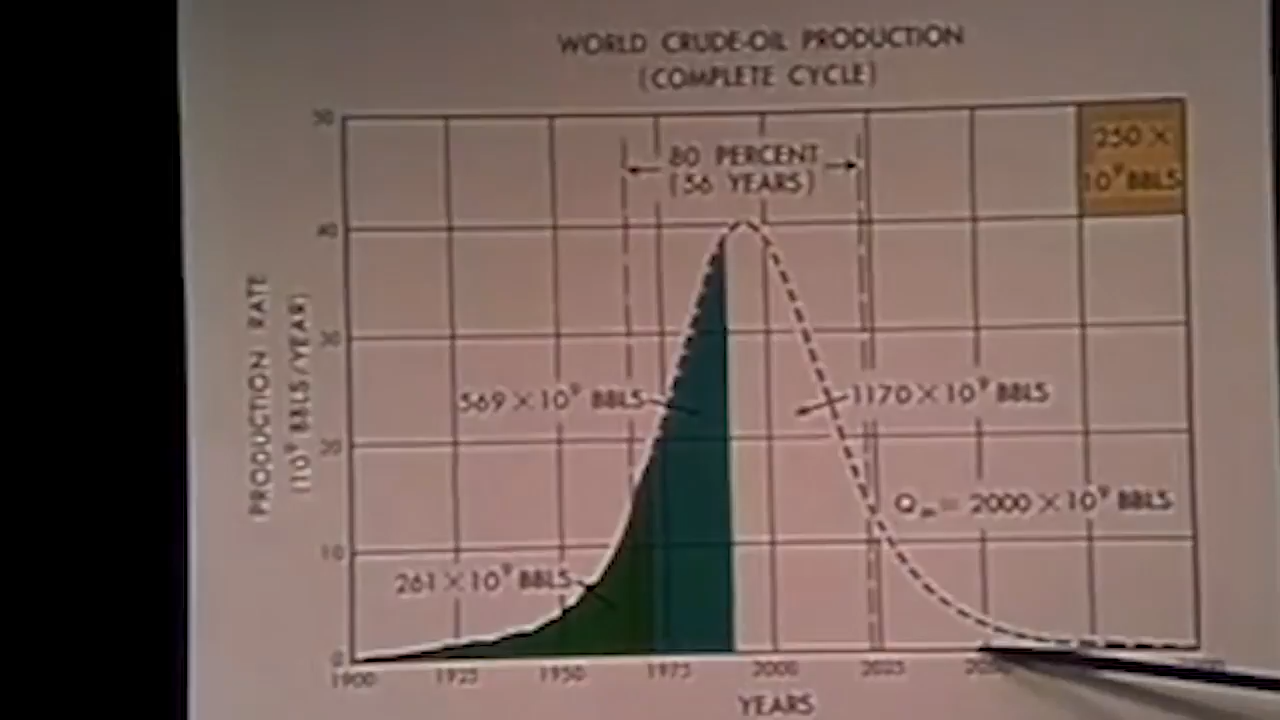 WORLD CRUDE-OIL PRODUCTION
(COMPLETE CYCLE)
250 ×
10⁹ BBLS
80 PERCENT
(56 YEARS)
PRODUCTION RATE
(10⁹ BBLS/YEAR)
50
40
30
20
10
0
569 × 10⁹ BBLS
1170 × 10⁹ BBLS
Q∞ = 2000 × 10⁹ BBLS
261 × 10⁹ BBLS
1900 1925 1950 1975 2000 2025
YEARS